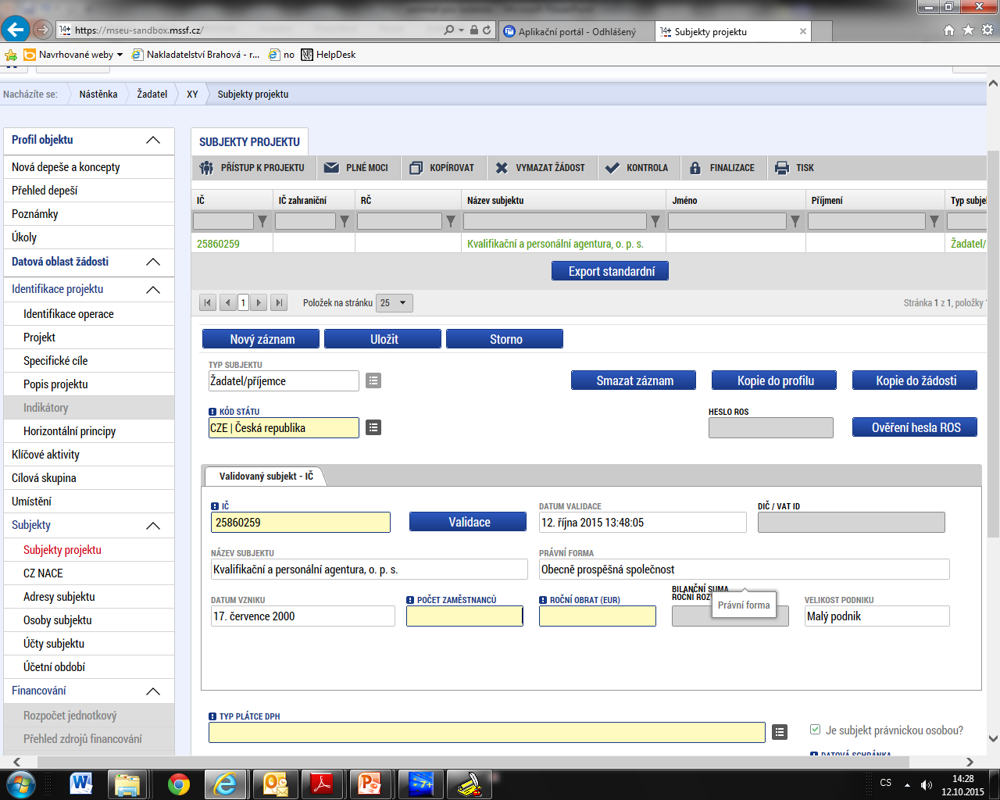 https://mseu-sandbox.mssf.cz/
Aplikační portál - Odhlášený
14+ Subjekty projektu
Navrhované weby
Nakladatelství Brahová - r...
no
HelpDesk
Nacházíte se: Nástěnka Žadatel XY Subjekty projektu
Profil objektu
Nová depeše a koncepty
Přehled depeší
Poznámky
Úkoly
Datová oblast žádosti
Identifikace projektu
Identifikace operace
Projekt
Specifické cíle
Popis projektu
Indikátory
Horizontální principy
Klíčové aktivity
Cílová skupina
Umístění
Subjekty
Subjekty projektu
CZ NACE
Adresy subjektu
Osoby subjektu
Účty subjektu
Účetní období
Financování
Rozpočet jednotkový
Přehled zdrojů financování
SUBJEKTY PROJEKTU
PŘÍSTUP K PROJEKTU PLNÉ MOCI KOPÍROVAT VYMAZAT ŽÁDOST KONTROLA FINALIZACE TISK
IČ IČ zahraniční RČ Název subjektu Jméno Příjmení Typ subje
25860259 Kvalifikační a personální agentura, o. p. s. Žadatel/
Export standardní
1 Položek na stránku 25 Stránka 1 z 1, položky
Nový záznam Uložit Storno
TYP SUBJEKTU
Žadatel/příjemce
Smazat záznam Kopie do profilu Kopie do žádosti
KÓD STÁTU
CZE | Česká republika
HESLO ROS
Ověření hesla ROS
Validovaný subjekt - IČ
IČ DATUM VALIDACE DIČ / VAT ID
25860259 Validace 12. října 2015 13:48:05
NÁZEV SUBJEKTU PRÁVNÍ FORMA
Kvalifikační a personální agentura, o. p. s. Obecně prospěšná společnost
DATUM VZNIKU POČET ZAMĚSTNANCŮ ROČNÍ OBRAT (EUR) BILANČNÍ SUMA
ROČNÍ ROZ VELIKOST PODNIKU
Právní forma
17. července 2000 Malý podnik
TYP PLÁTCE DPH
Je subjekt právnickou osobou?
DATOVÁ SCHRÁNKA
CS
14:28
12.10.2015